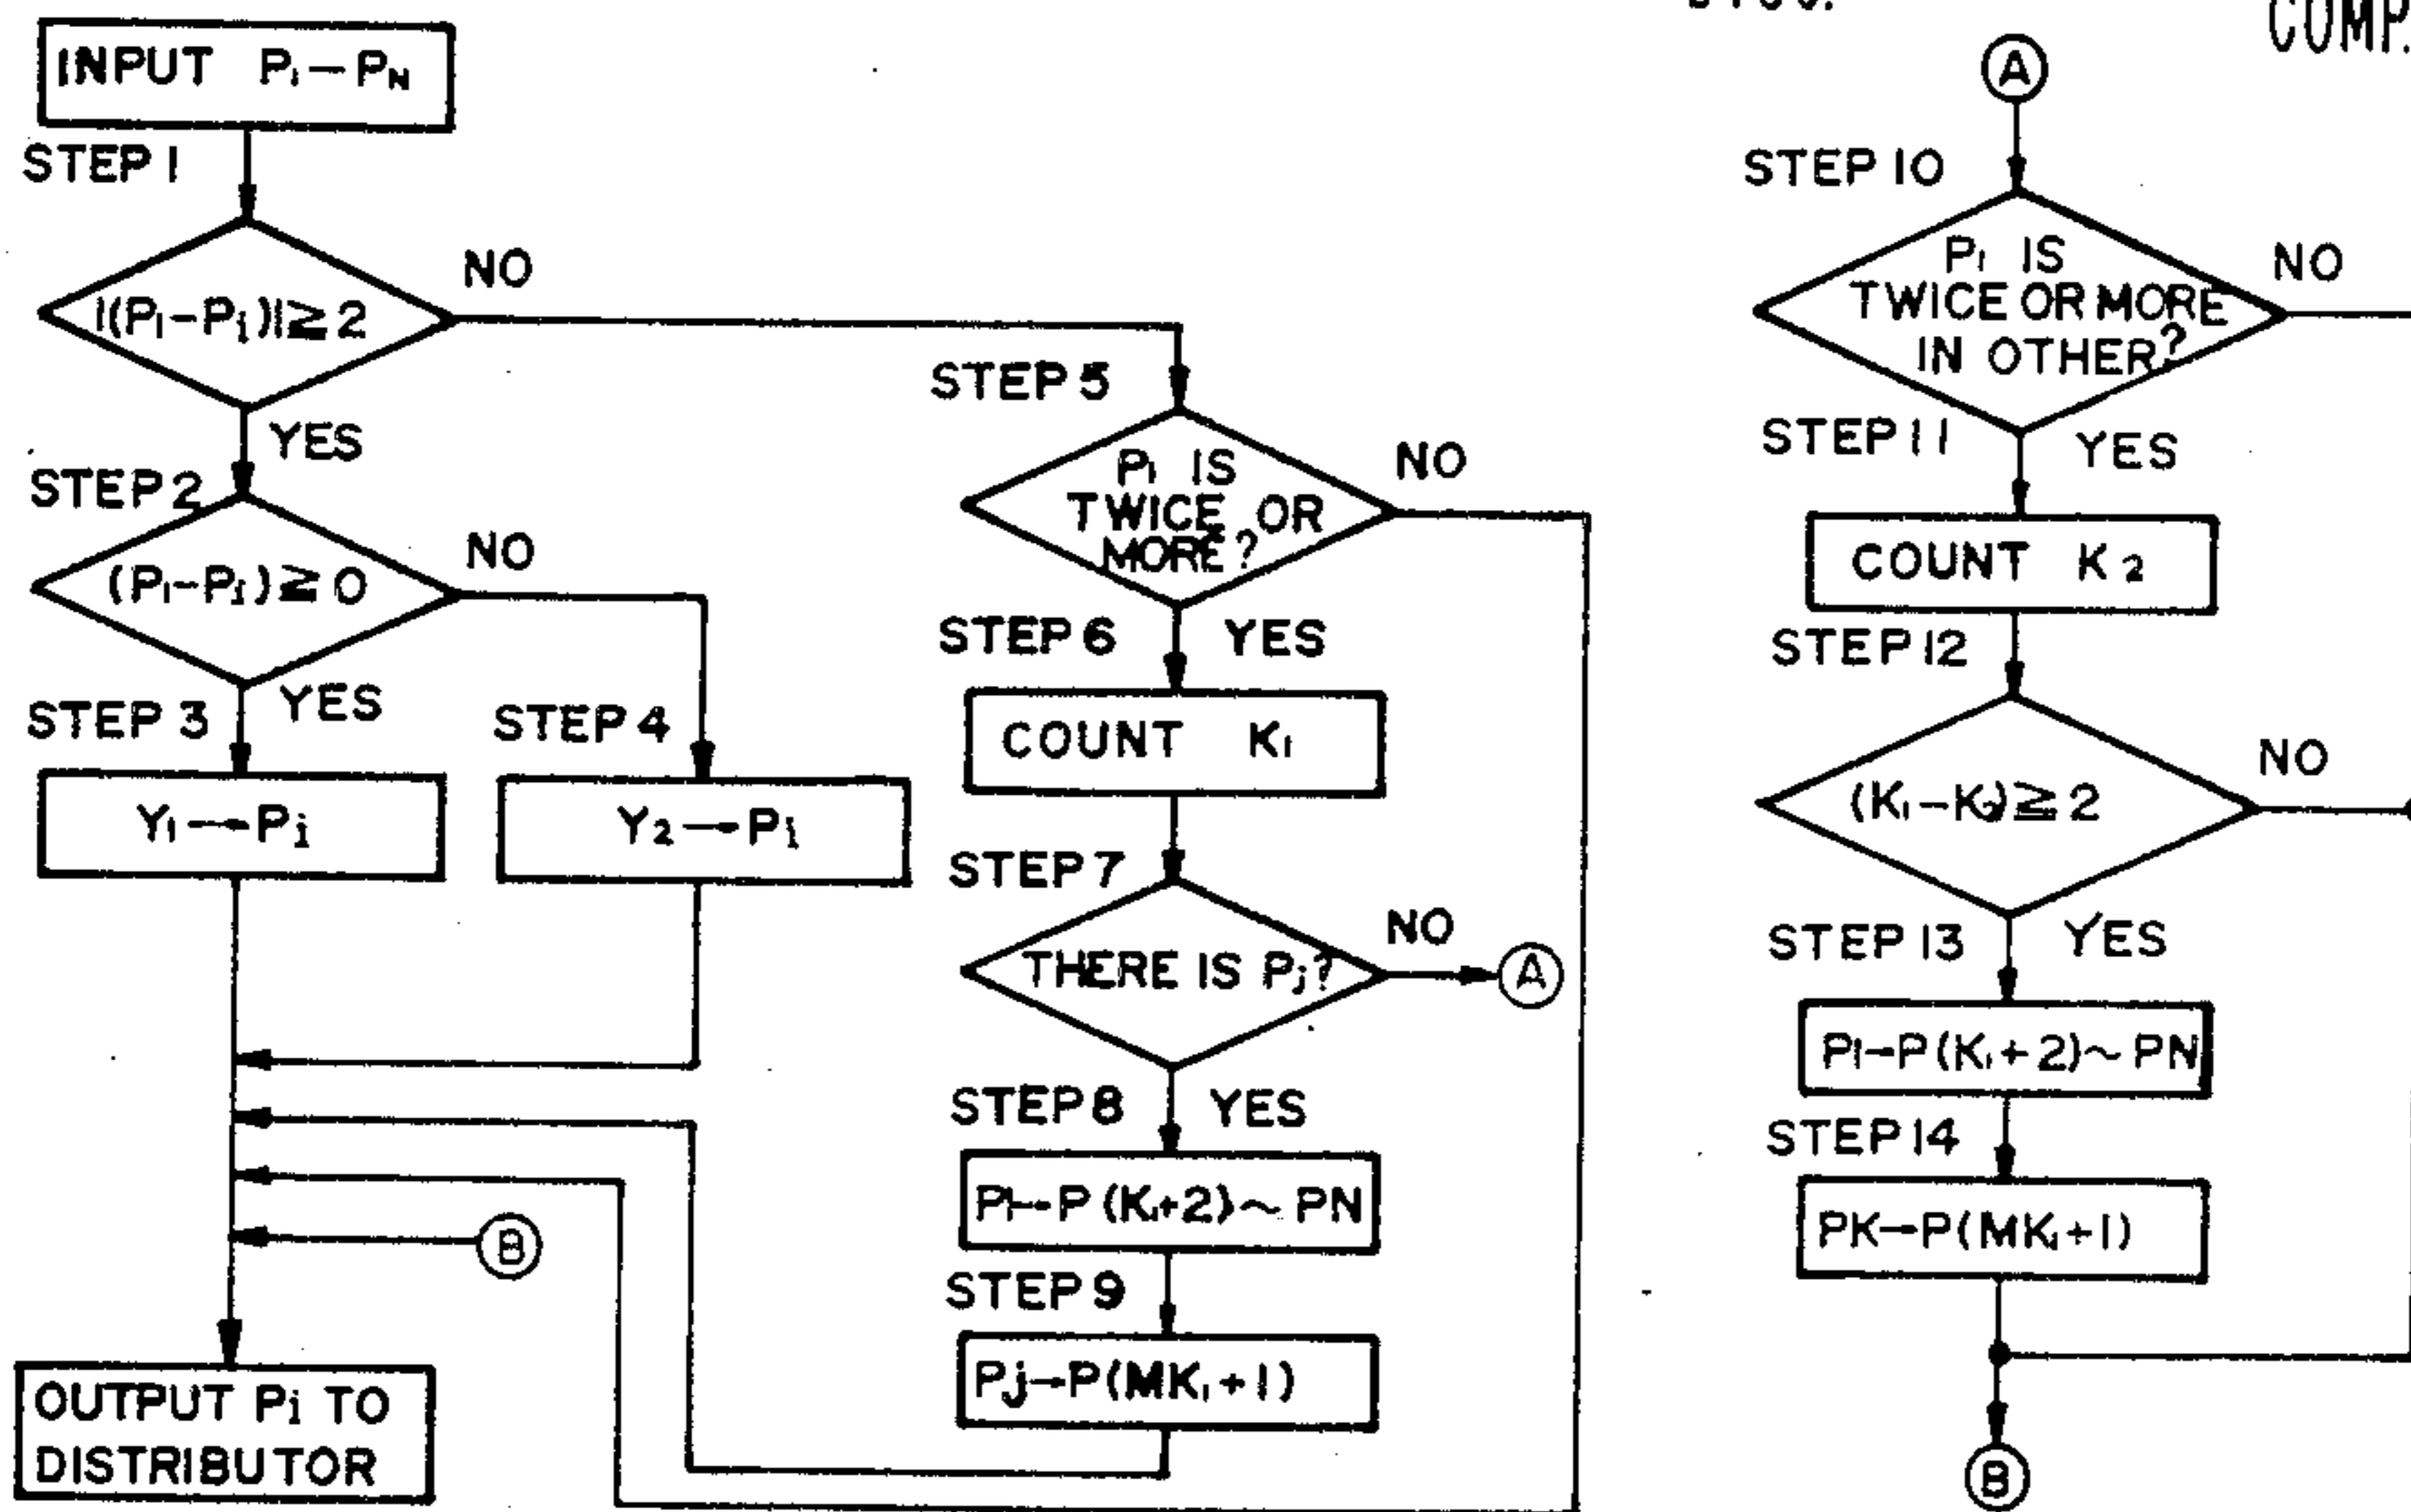 INPUT P₁—PN
STEP 1
|(P₁-Pi)|≧2
NO
YES
STEP 2
(P₁-Pi)≧0
NO
YES
STEP 3
Y₁→Pi
STEP 4
Y₂→Pi
B
OUTPUT Pi TO
DISTRIBUTOR
STEP 5
P₁ IS
TWICE OR
MORE?
NO
STEP 6
YES
COUNT K₁
STEP 7
THERE IS Pj?
NO
A
STEP 8
YES
P₁→P(K₁+2)~PN
STEP 9
Pj→P(MK₁+1)
COMP.
A
STEP 10
P₁ IS
TWICE OR MORE
IN OTHER?
NO
STEP 11
YES
COUNT K₂
STEP 12
(K₁-K₂)≧2
NO
STEP 13
YES
P₁→P(K₁+2)~PN
STEP 14
PK→P(MK₁+1)
B